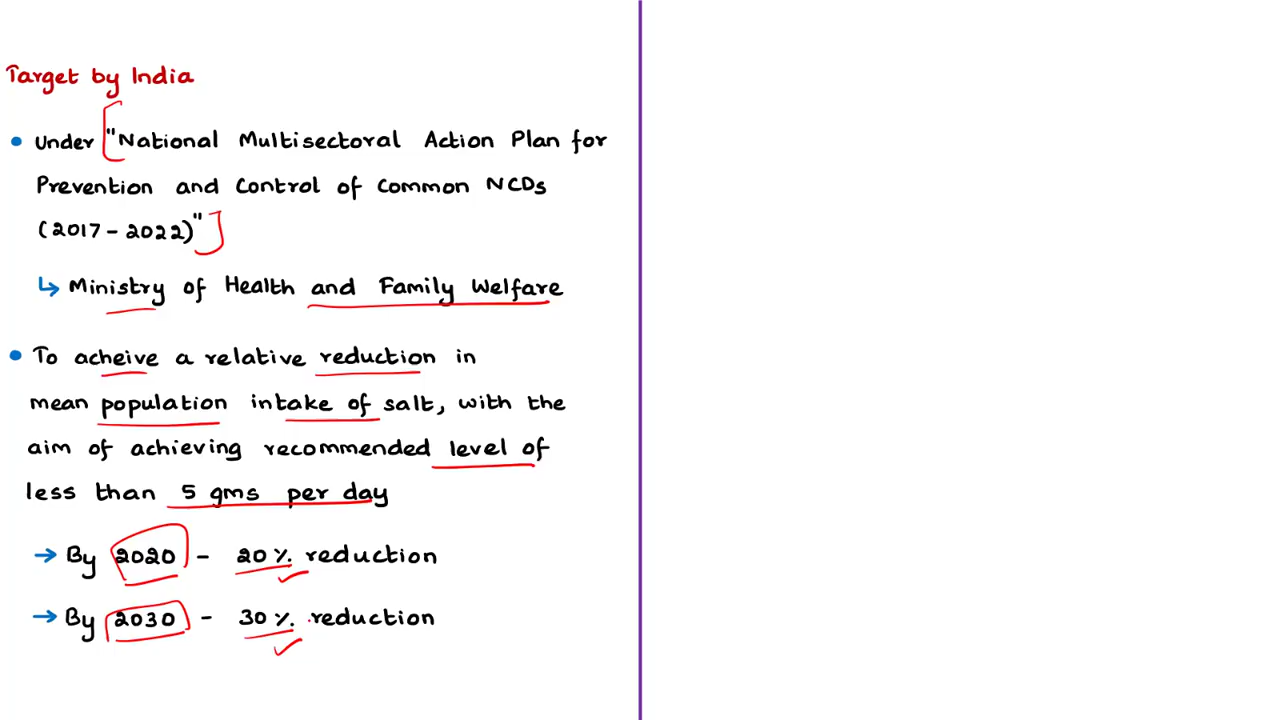 Target by India
• Under "National Multisectoral Action Plan for
Prevention and Control of Common NCDs
(2017-2022)"
↳ Ministry of Health and Family Welfare
• To acheive a relative reduction in
mean population intake of salt, with the
aim of achieving recommended level of
less than 5 gms per day
→ By 2020 - 20%. reduction
→ By 2030 - 30%. reduction